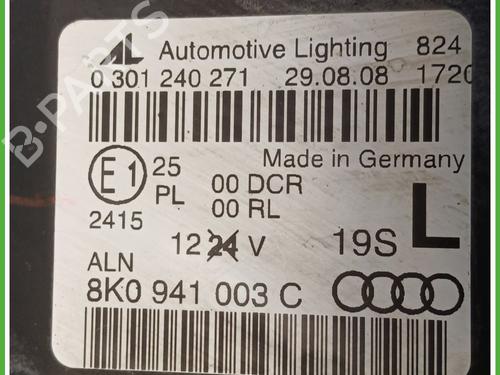 AL Automotive Lighting 824
0 301 240 271 29.08.08 1720
E1 25 00 DCR Made in Germany
PL 00 RL
2415
12 24 V 19S L
ALN
8K0 941 003 C
B-PARTS